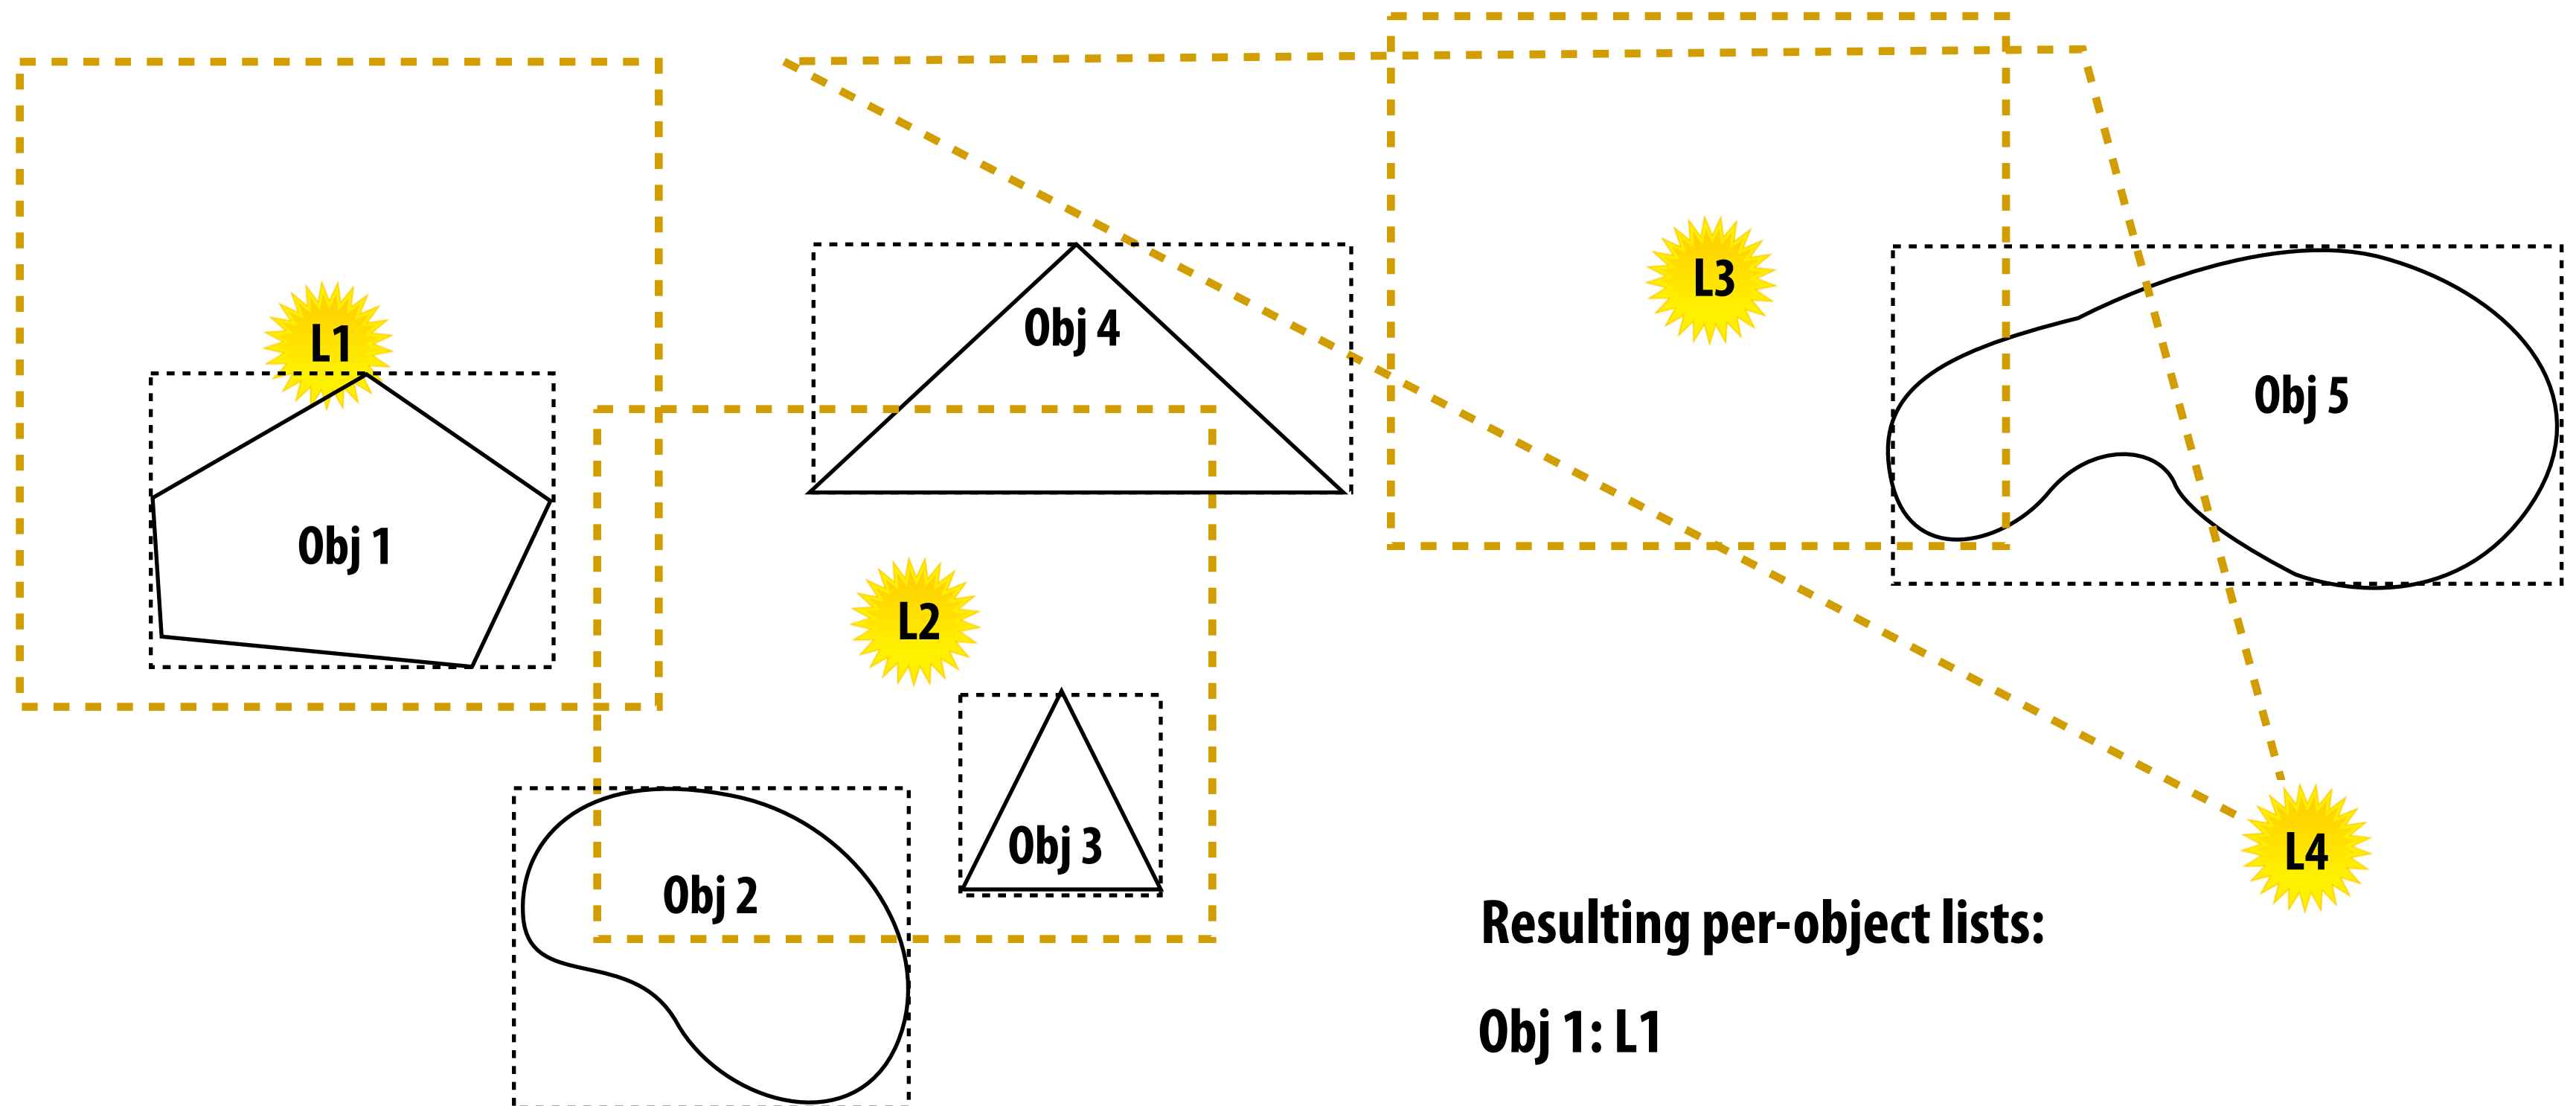 L3
L1
Obj 4
Obj 5
Obj 1
L2
Obj 3
L4
Obj 2
Resulting per-object lists:
Obj 1: L1